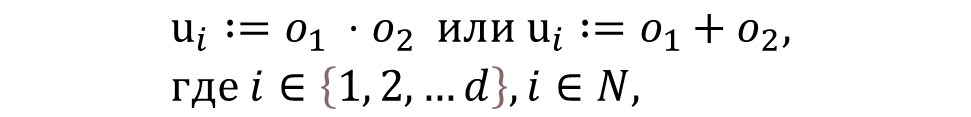 u𝑖 := 𝑜₁ · 𝑜₂ или u𝑖 := 𝑜₁ + 𝑜₂,
где 𝑖 ∈ {1, 2, … 𝑑}, 𝑖 ∈ 𝑁,